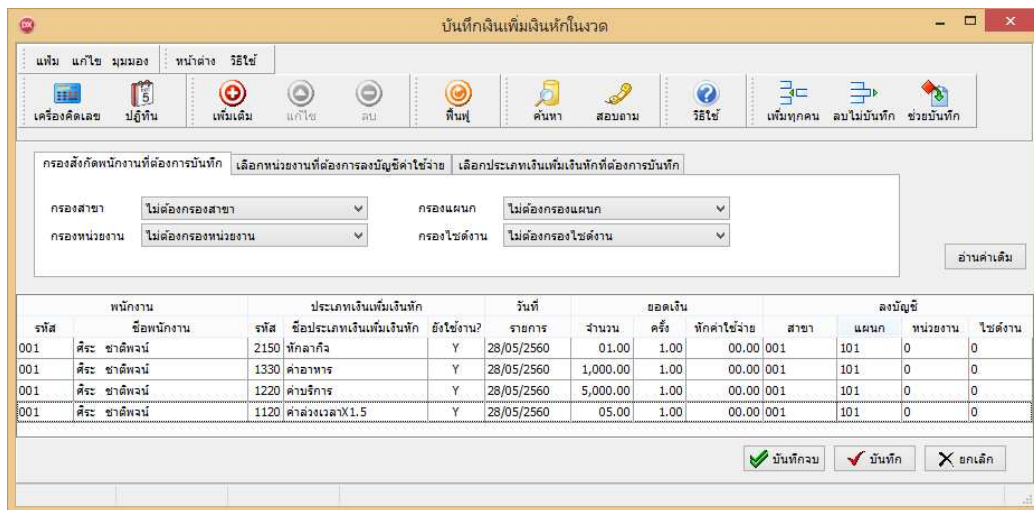 บันทึกเงินเพิ่มเงินหักในงวด
แฟ้ม แก้ไข มุมมอง หน้าต่าง วิธีใช้
เครื่องคิดเลข ปฏิทิน เพิ่มเติม แก้ไข ลบ ฟื้นฟู ค้นหา สอบถาม วิธีใช้ เพิ่มทุกคน ลบไม่บันทึก ช่วยบันทึก
กรองสังกัดพนักงานที่ต้องการบันทึก เลือกหน่วยงานที่ต้องการลงบัญชีค่าใช้จ่าย เลือกประเภทเงินเพิ่มเงินหักที่ต้องการบันทึก
กรองสาขา ไม่ต้องกรองสาขา กรองแผนก ไม่ต้องกรองแผนก
กรองหน่วยงาน ไม่ต้องกรองหน่วยงาน กรองไซด์งาน ไม่ต้องกรองไซด์งาน
อ่านค่าเดิม
พนักงาน ประเภทเงินเพิ่มเงินหัก วันที่ ยอดเงิน ลงบัญชี
รหัส ชื่อพนักงาน รหัส ชื่อประเภทเงินเพิ่มเงินหัก ยังใช้งาน? รายการ จำนวน ครั้ง หักค่าใช้จ่าย สาขา แผนก หน่วยงาน ไซด์งาน
001 ศิระ ชาติพจน์ 2150 หักลากิจ Y 28/05/2560 01.00 1.00 00.00 001 101 0 0
001 ศิระ ชาติพจน์ 1330 ค่าอาหาร Y 28/05/2560 1,000.00 1.00 00.00 001 101 0 0
001 ศิระ ชาติพจน์ 1220 ค่าบริการ Y 28/05/2560 5,000.00 1.00 00.00 001 101 0 0
001 ศิระ ชาติพจน์ 1120 ค่าล่วงเวลาX1.5 Y 28/05/2560 05.00 1.00 00.00 001 101 0 0
บันทึกจบ บันทึก ยกเลิก